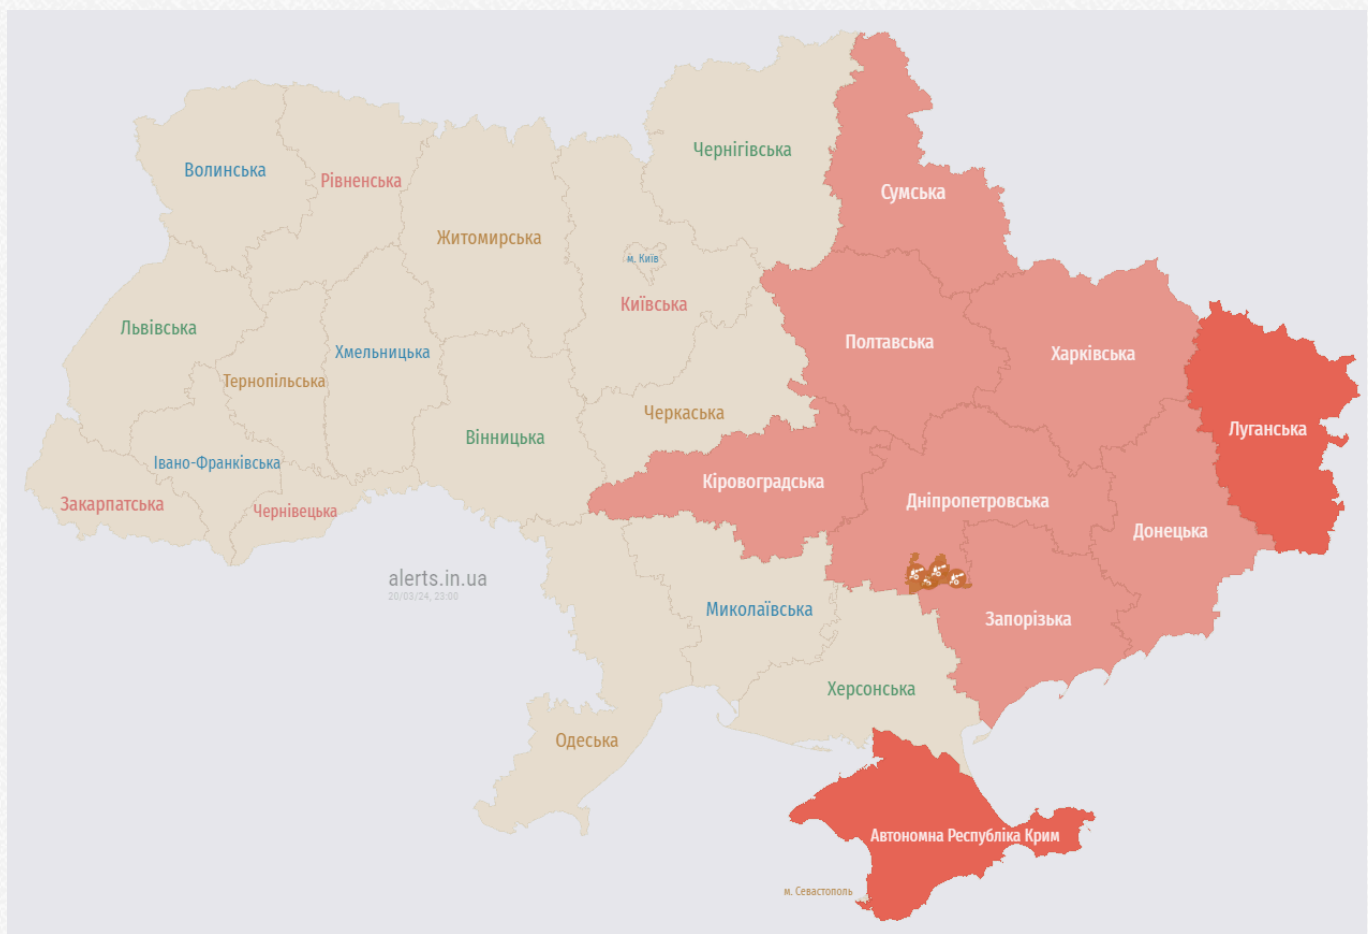 Чернігівська
Волинська
Рівненська
Сумська
Житомирська
м. Київ
Київська
Львівська
Полтавська
Хмельницька
Харківська
Тернопільська
Черкаська
Луганська
Вінницька
Івано-Франківська
Кіровоградська
Дніпропетровська
Закарпатська
Чернівецька
Донецька
alerts.in.ua
20/03/24, 23:00
Миколаївська
Запорізька
Херсонська
Одеська
Автономна Республіка Крим
м. Севастополь